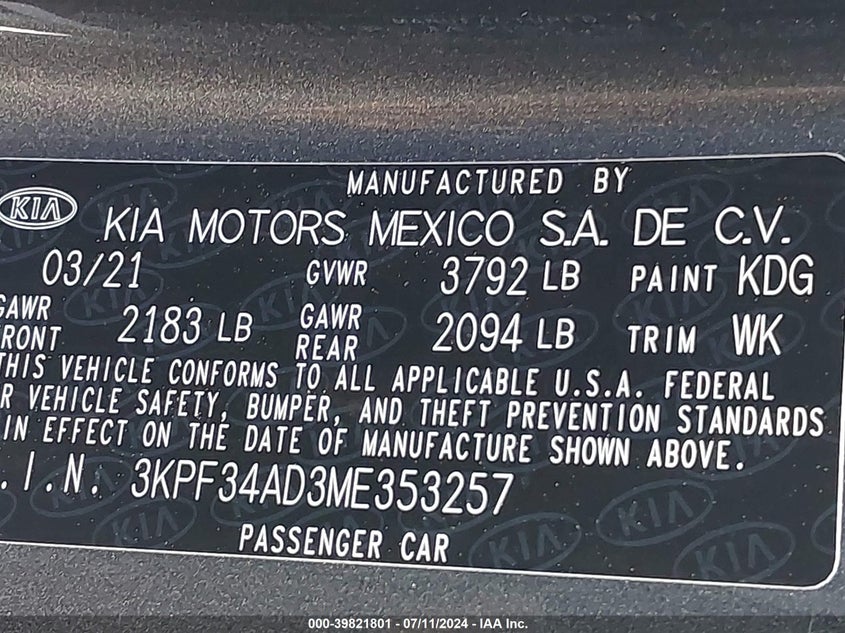 MANUFACTURED BY
KIA
KIA MOTORS MEXICO S.A. DE C.V.
03/21 GVWR 3792 LB PAINT KDG
GAWR FRONT 2183 LB GAWR REAR 2094 LB TRIM WK
THIS VEHICLE CONFORMS TO ALL APPLICABLE U.S.A. FEDERAL
R VEHICLE SAFETY, BUMPER, AND THEFT PREVENTION STANDARDS
IN EFFECT ON THE DATE OF MANUFACTURE SHOWN ABOVE.
.I.N. 3KPF34AD3ME353257
PASSENGER CAR
000-39821801 - 07/11/2024 - IAA Inc.